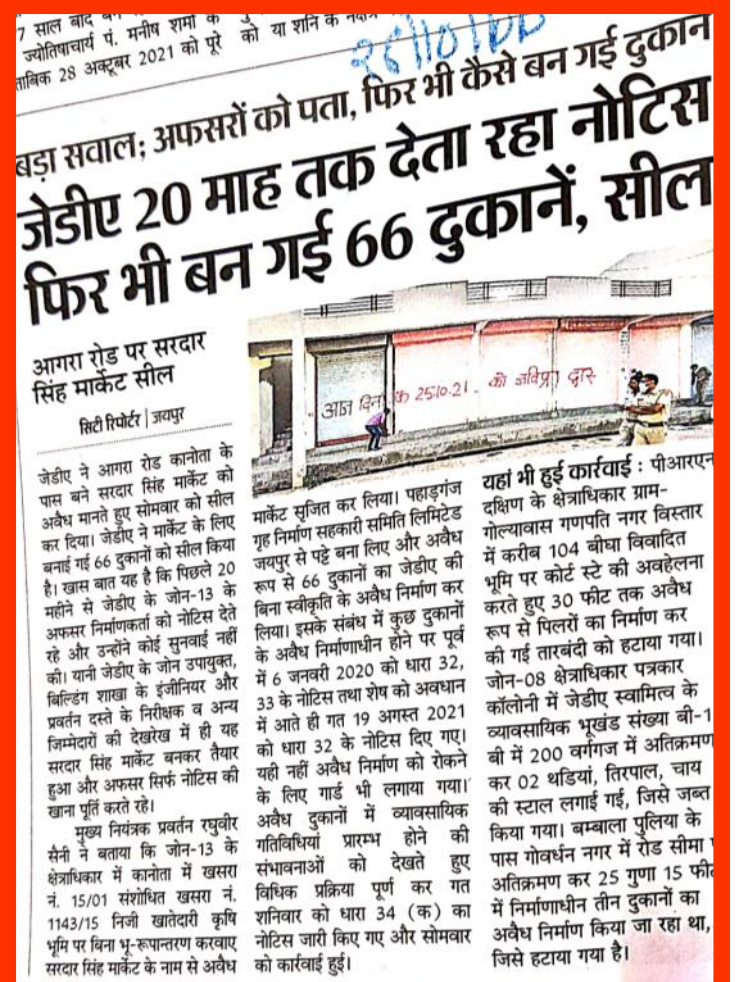 7 साल बाद बन
ज्योतिषाचार्य पं. मनीष शर्मा के
ताबिक 28 अक्टूबर 2021 को पूरे
को या शनि के नक्षत्र
बड़ा सवाल; अफसरों को पता, फिर भी कैसे बन गई दुकान
जेडीए 20 माह तक देता रहा नोटिस
फिर भी बन गईं 66 दुकानें, सील
आगरा रोड पर सरदार
सिंह मार्केट सील
सिटी रिपोर्टर | जयपुर
जेडीए ने आगरा रोड कानोता के
पास बने सरदार सिंह मार्केट को
अवैध मानते हुए सोमवार को सील
कर दिया। जेडीए ने मार्केट के लिए
बनाई गई 66 दुकानों को सील किया
है। खास बात यह है कि पिछले 20
महीने से जेडीए के जोन-13 के
अफसर निर्माणकर्ता को नोटिस देते
रहे और उन्होंने कोई सुनवाई नहीं
की। यानी जेडीए के जोन उपायुक्त,
बिल्डिंग शाखा के इंजीनियर और
प्रवर्तन दस्ते के निरीक्षक व अन्य
जिम्मेदारों की देखरेख में ही यह
सरदार सिंह मार्केट बनकर तैयार
हुआ और अफसर सिर्फ नोटिस की
खाना पूर्ति करते रहे।
मुख्य नियंत्रक प्रवर्तन रघुवीर
सैनी ने बताया कि जोन-13 के
क्षेत्राधिकार में कानोता में खसरा
नं. 15/01 संशोधित खसरा नं.
1143/15 निजी खातेदारी कृषि
भूमि पर बिना भू-रूपान्तरण करवाए
सरदार सिंह मार्केट के नाम से अवैध
आज दिन
क 25.10.21. को जविप्रा द्वारा
मार्केट सृजित कर लिया। पहाड़गंज
गृह निर्माण सहकारी समिति लिमिटेड
जयपुर से पट्टे बना लिए और अवैध
रूप से 66 दुकानों का जेडीए की
बिना स्वीकृति के अवैध निर्माण कर
लिया। इसके संबंध में कुछ दुकानों
के अवैध निर्माणाधीन होने पर पूर्व
में 6 जनवरी 2020 को धारा 32,
33 के नोटिस तथा शेष को अवधान
में आते ही गत 19 अगस्त 2021
को धारा 32 के नोटिस दिए गए।
यही नहीं अवैध निर्माण को रोकने
के लिए गार्ड भी लगाया गया।
अवैध दुकानों में व्यावसायिक
गतिविधियां प्रारम्भ होने की
संभावनाओं को देखते हुए
विधिक प्रक्रिया पूर्ण कर गत
शनिवार को धारा 34 (क) का
नोटिस जारी किए गए और सोमवार
को कार्रवाई हुई।
यहां भी हुई कार्रवाई : पीआरएन
दक्षिण के क्षेत्राधिकार ग्राम-
गोल्यावास गणपति नगर विस्तार
में करीब 104 बीघा विवादित
भूमि पर कोर्ट स्टे की अवहेलना
करते हुए 30 फीट तक अवैध
रूप से पिलरों का निर्माण कर
की गई तारबंदी को हटाया गया।
जोन-08 क्षेत्राधिकार पत्रकार
कॉलोनी में जेडीए स्वामित्व के
व्यावसायिक भूखंड संख्या बी-1
बी में 200 वर्गगज में अतिक्रमण
कर 02 थडियां, तिरपाल, चाय
की स्टाल लगाई गई, जिसे जब्त
किया गया। बम्बाला पुलिया के
पास गोवर्धन नगर में रोड सीमा
अतिक्रमण कर 25 गुणा 15 फीट
में निर्माणाधीन तीन दुकानों का
अवैध निर्माण किया जा रहा था,
जिसे हटाया गया है।